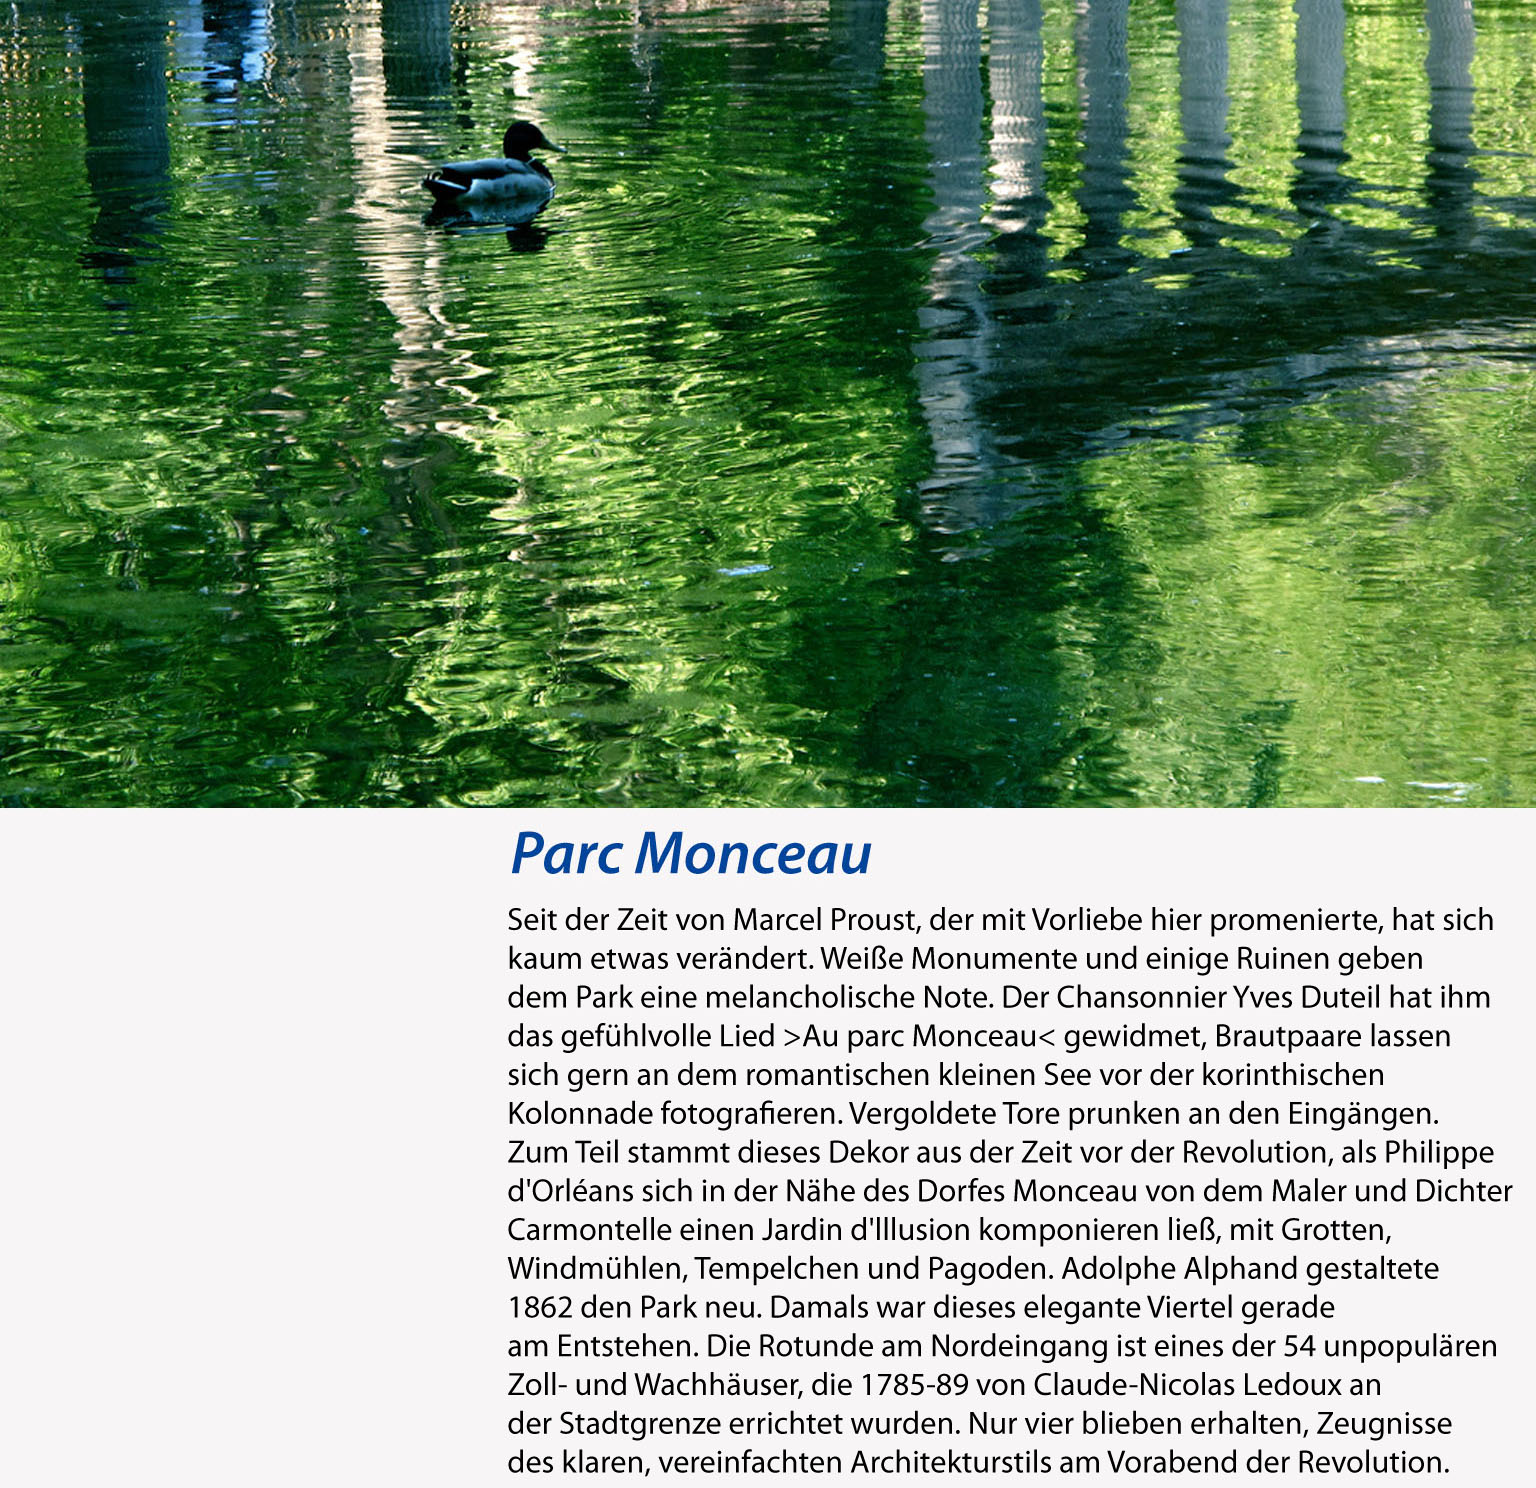 Parc Monceau
Seit der Zeit von Marcel Proust, der mit Vorliebe hier promenierte, hat sich
kaum etwas verändert. Weiße Monumente und einige Ruinen geben
dem Park eine melancholische Note. Der Chansonnier Yves Duteil hat ihm
das gefühlvolle Lied >Au parc Monceau< gewidmet, Brautpaare lassen
sich gern an dem romantischen kleinen See vor der korinthischen
Kolonnade fotografieren. Vergoldete Tore prunken an den Eingängen.
Zum Teil stammt dieses Dekor aus der Zeit vor der Revolution, als Philippe
d'Orléans sich in der Nähe des Dorfes Monceau von dem Maler und Dichter
Carmontelle einen Jardin d'lllusion komponieren ließ, mit Grotten,
Windmühlen, Tempelchen und Pagoden. Adolphe Alphand gestaltete
1862 den Park neu. Damals war dieses elegante Viertel gerade
am Entstehen. Die Rotunde am Nordeingang ist eines der 54 unpopulären
Zoll- und Wachhäuser, die 1785-89 von Claude-Nicolas Ledoux an
der Stadtgrenze errichtet wurden. Nur vier blieben erhalten, Zeugnisse
des klaren, vereinfachten Architekturstils am Vorabend der Revolution.